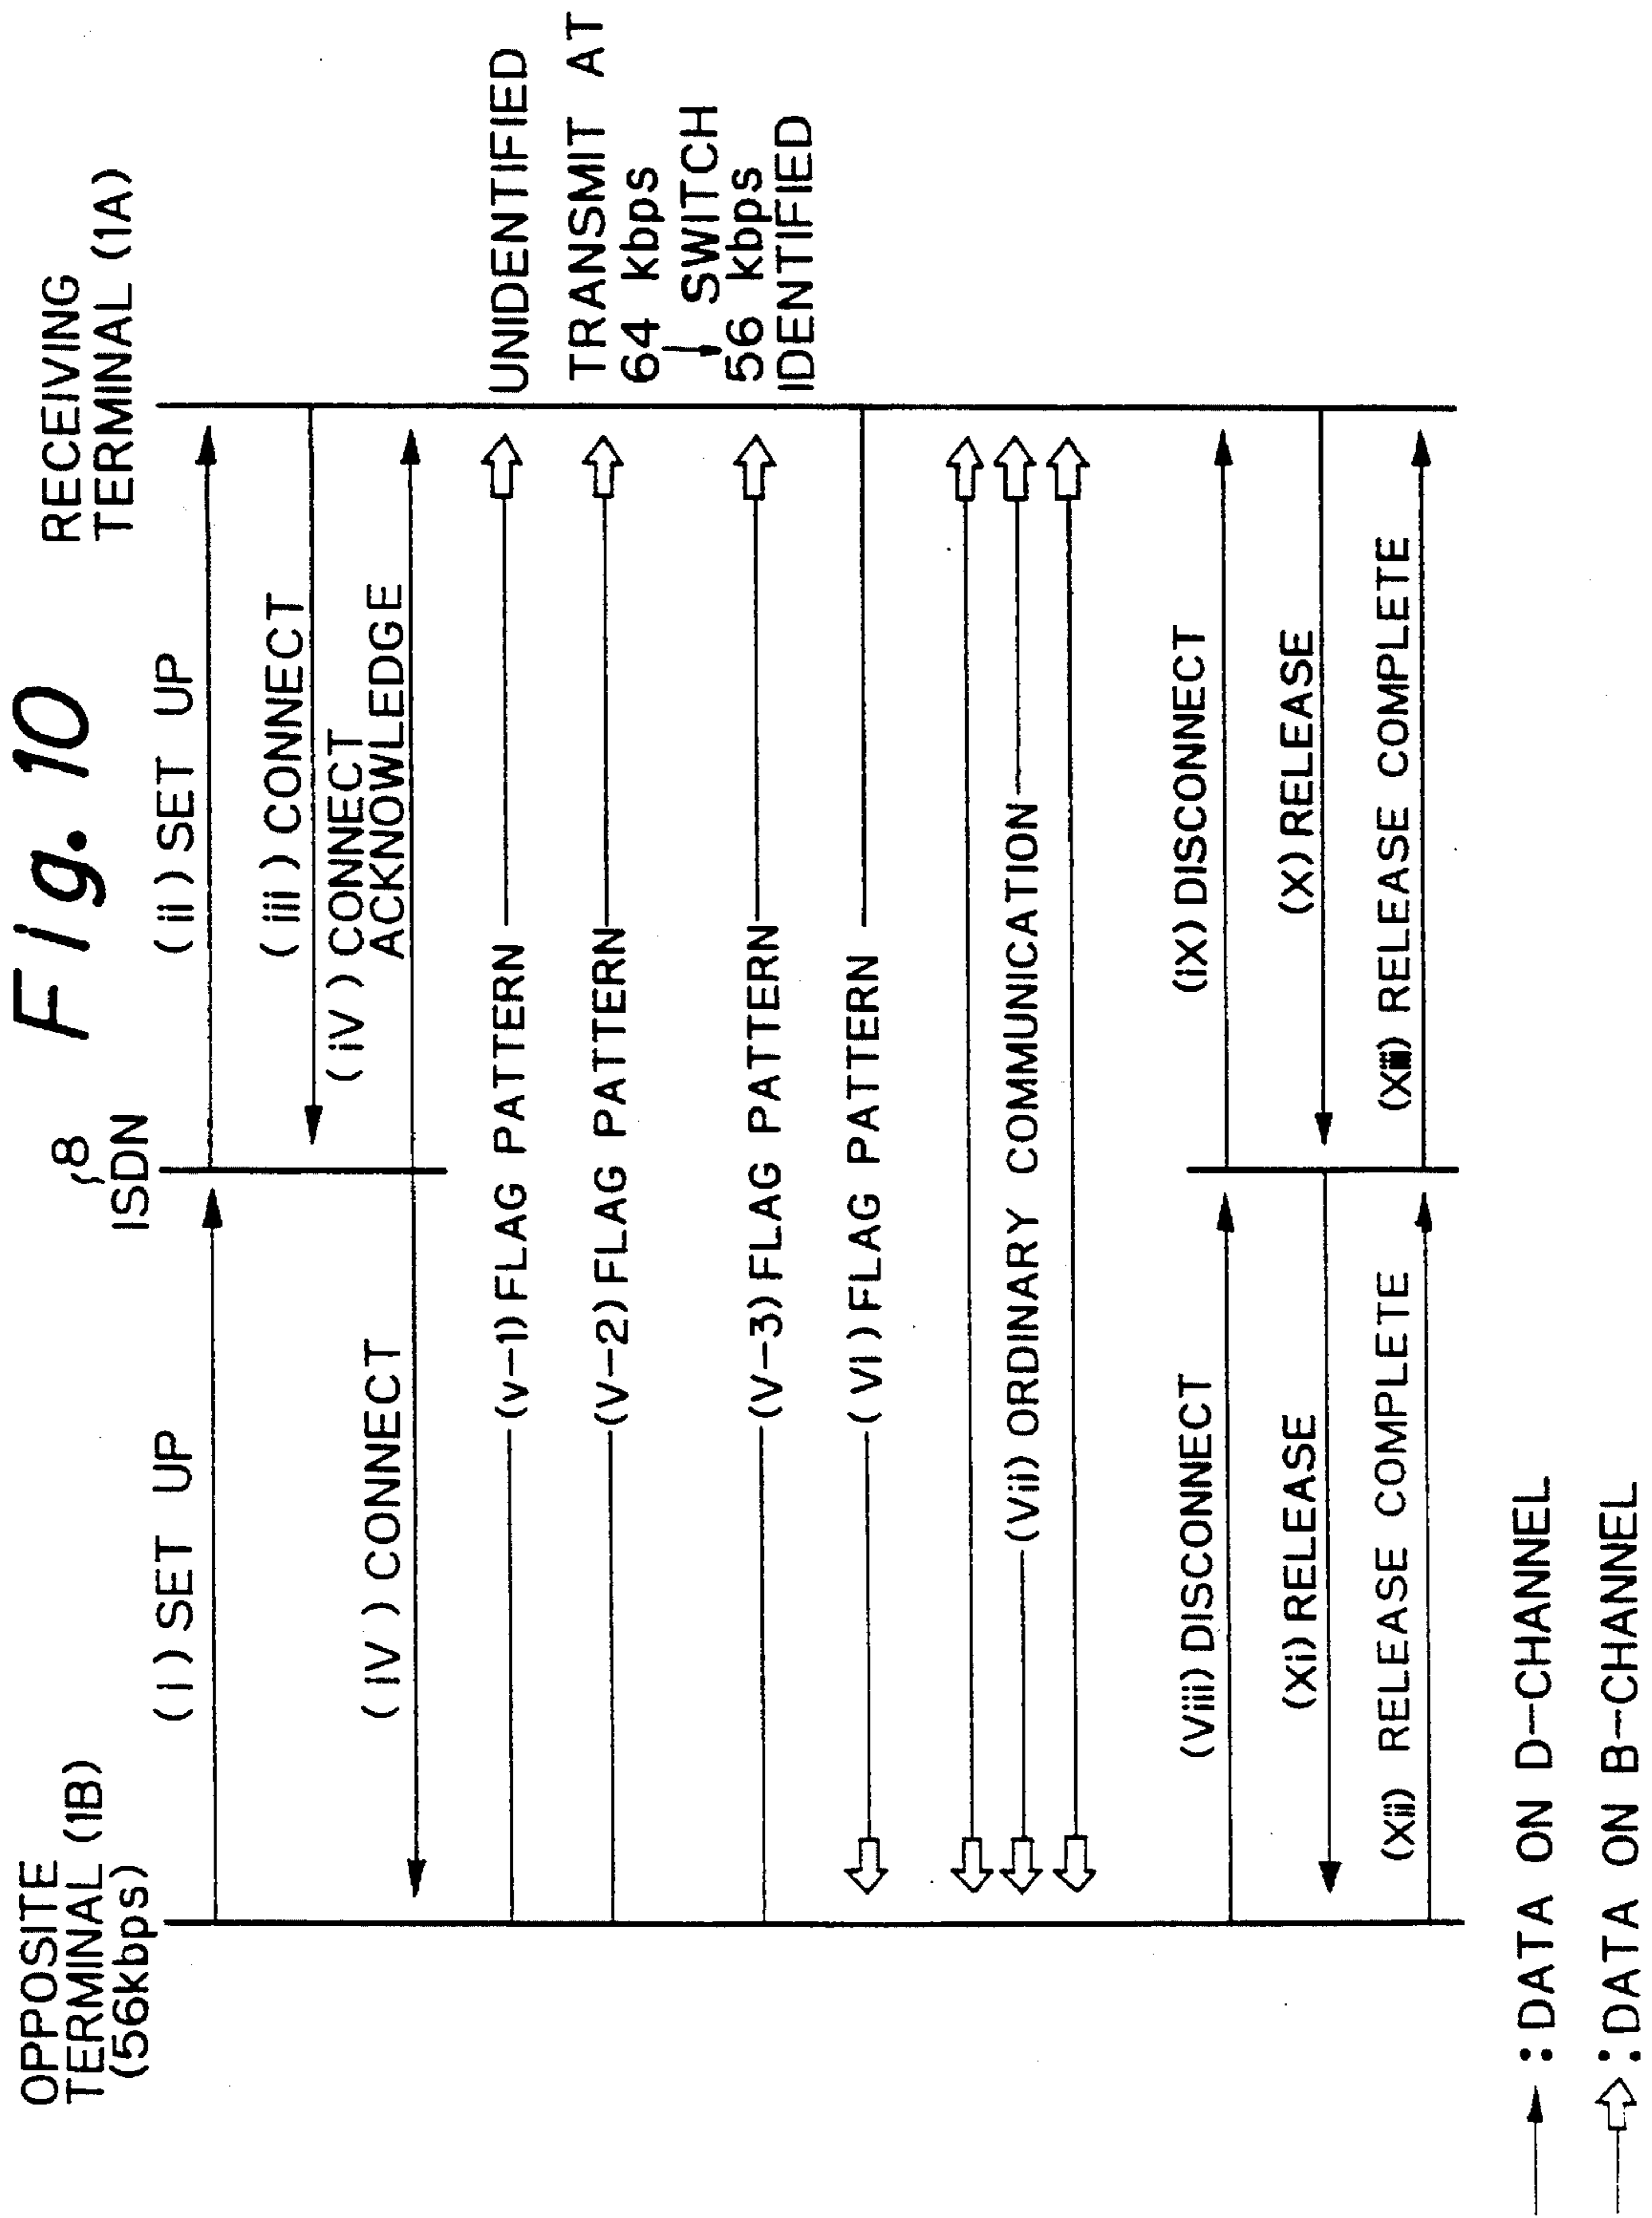 Fig. 10
OPPOSITE
TERMINAL (1B)
(56kbps)
8
ISDN
RECEIVING
TERMINAL (1A)
(i) SET UP
(ii) SET UP
(iii) CONNECT
(iV) CONNECT
ACKNOWLEDGE
(IV) CONNECT
(v-1) FLAG PATTERN
UNIDENTIFIED
(V-2) FLAG PATTERN
TRANSMIT AT
64 kbps
↓ SWITCH
56 kbps
(V-3) FLAG PATTERN
IDENTIFIED
(VI) FLAG PATTERN
(Vii) ORDINARY COMMUNICATION
(Viii) DISCONNECT
(iX) DISCONNECT
(X) RELEASE
(Xi) RELEASE
(Xii) RELEASE COMPLETE
(Xiii) RELEASE COMPLETE
: DATA ON D-CHANNEL
: DATA ON B-CHANNEL